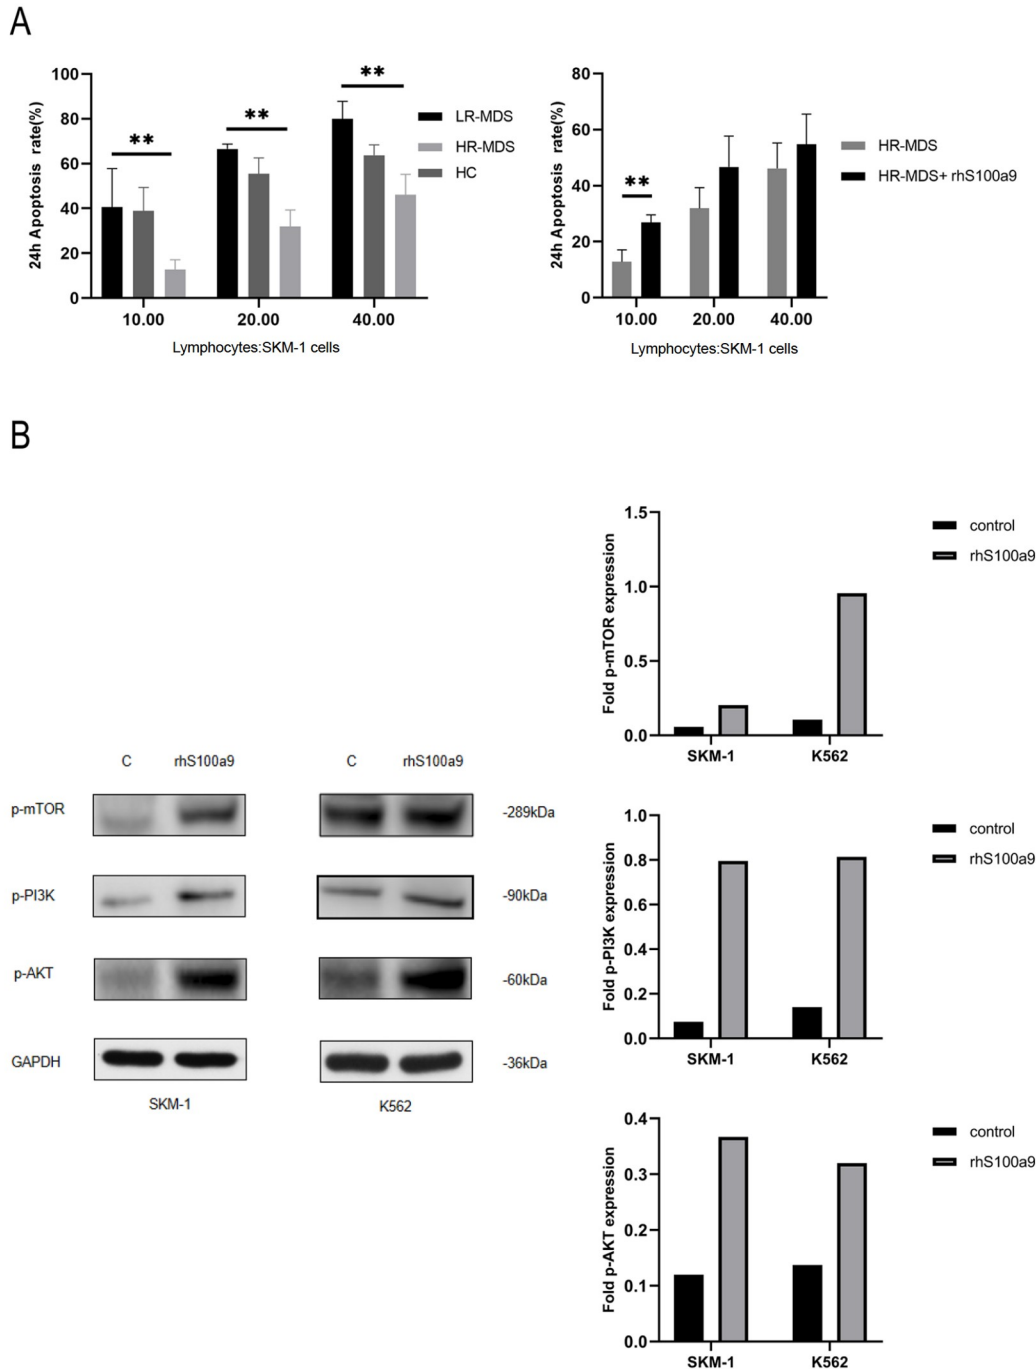 A
24h Apoptosis rate(%)
100
80
60
40
20
0
**
**
**
10.00
20.00
40.00
Lymphocytes:SKM-1 cells
LR-MDS
HR-MDS
HC
24h Apoptosis rate(%)
80
60
40
20
0
**
10.00
20.00
40.00
Lymphocytes:SKM-1 cells
HR-MDS
HR-MDS+ rhS100a9
B
C
rhS100a9
C
rhS100a9
p-mTOR
-289kDa
p-PI3K
-90kDa
p-AKT
-60kDa
GAPDH
-36kDa
SKM-1
K562
Fold p-mTOR expression
1.5
1.0
0.5
0.0
SKM-1
K562
control
rhS100a9
Fold p-PI3K expression
1.0
0.8
0.6
0.4
0.2
0.0
SKM-1
K562
control
rhS100a9
Fold p-AKT expression
0.4
0.3
0.2
0.1
0.0
SKM-1
K562
control
rhS100a9